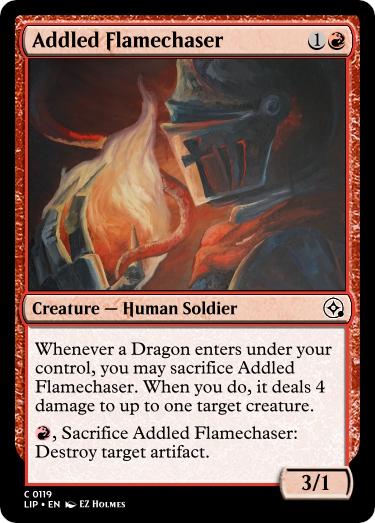 Addled Flamechaser 1
Creature — Human Soldier
Whenever a Dragon enters under your
control, you may sacrifice Addled
Flamechaser. When you do, it deals 4
damage to up to one target creature.
, Sacrifice Addled Flamechaser:
Destroy target artifact.
3/1
C 0119
LIP • EN EZ HOLMES